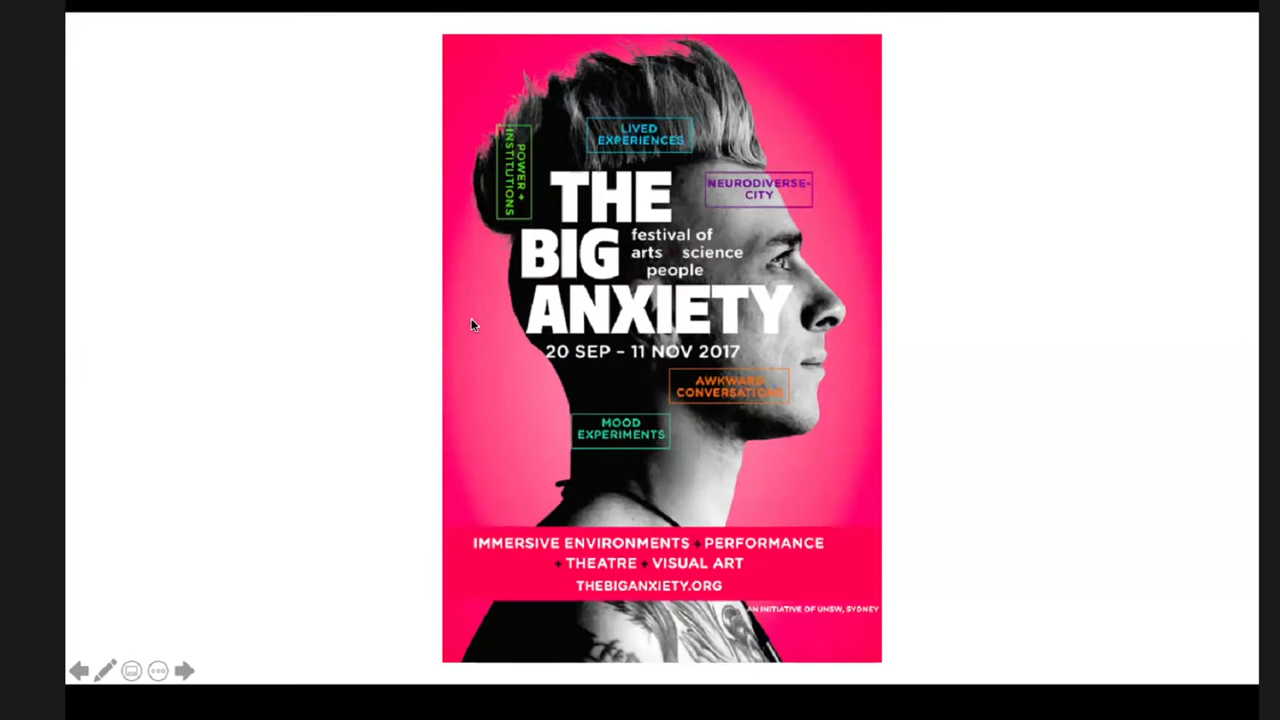 LIVED
EXPERIENCES
POWER +
INSTITUTIONS
NEURODIVERSE-
CITY
THE
BIG
ANXIETY
festival of
arts science
people
20 SEP – 11 NOV 2017
AWKWARD
CONVERSATIONS
MOOD
EXPERIMENTS
IMMERSIVE ENVIRONMENTS + PERFORMANCE
+ THEATRE + VISUAL ART
THEBIGANXIETY.ORG
AN INITIATIVE OF UNSW, SYDNEY